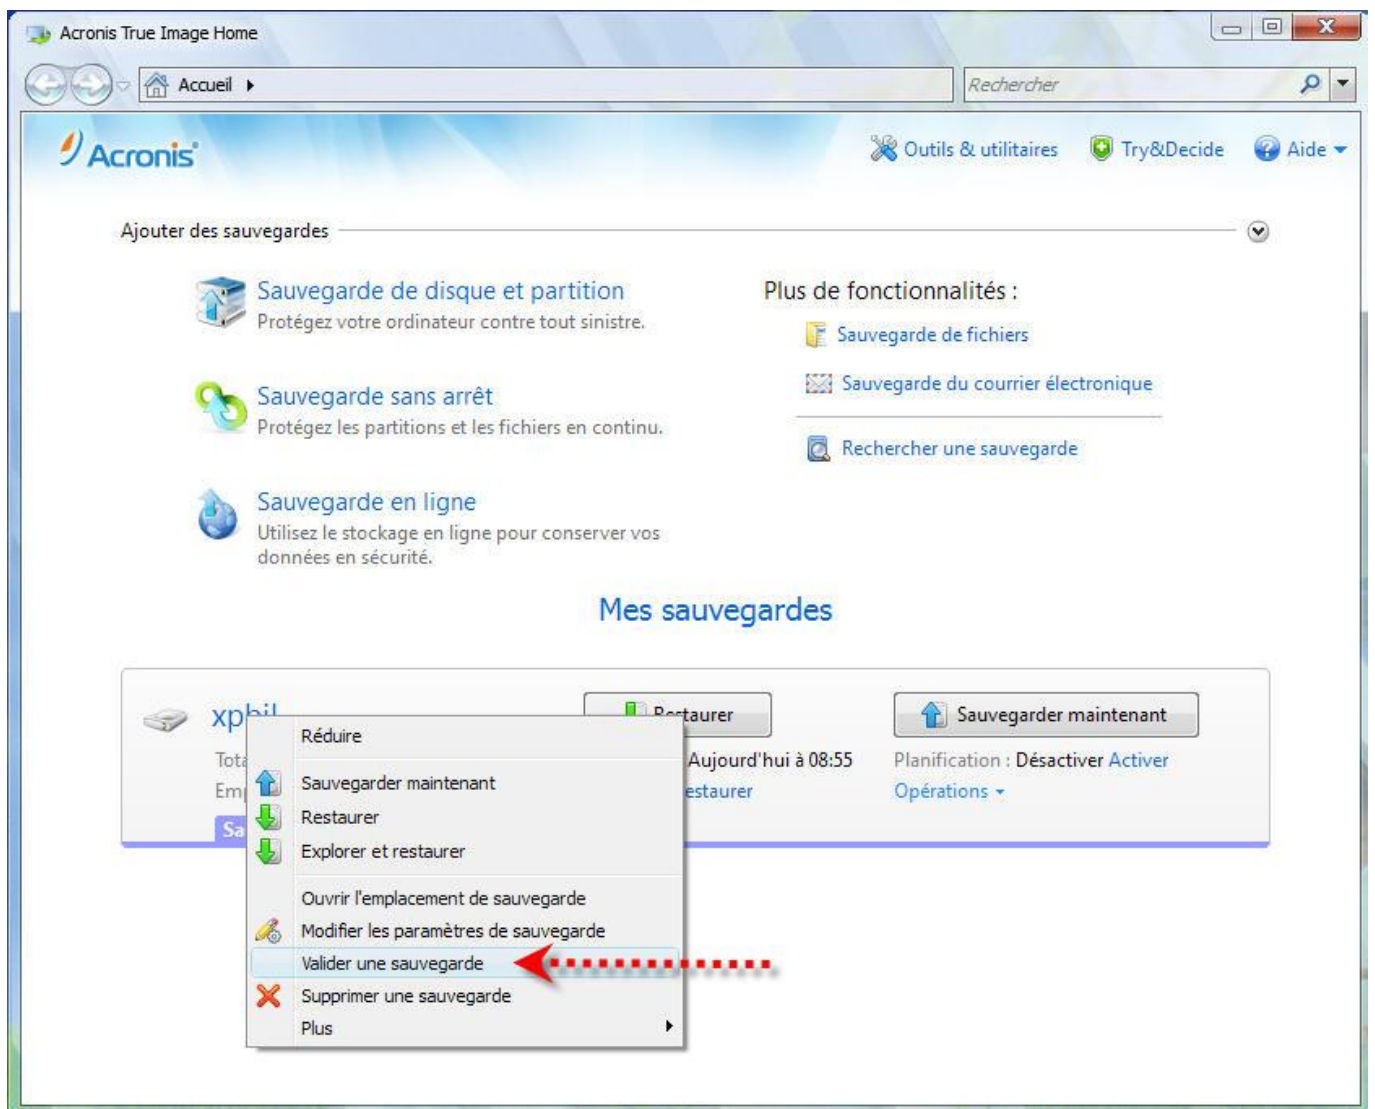 Acronis True Image Home
Accueil
Rechercher
Acronis
Outils & utilitaires
Try&Decide
Aide
Ajouter des sauvegardes
Sauvegarde de disque et partition
Protégez votre ordinateur contre tout sinistre.
Sauvegarde sans arrêt
Protégez les partitions et les fichiers en continu.
Sauvegarde en ligne
Utilisez le stockage en ligne pour conserver vos
données en sécurité.
Plus de fonctionnalités :
Sauvegarde de fichiers
Sauvegarde du courrier électronique
Rechercher une sauvegarde
Mes sauvegardes
xphil
Restaurer
Sauvegarder maintenant
Aujourd'hui à 08:55
Planification : Désactiver Activer
Opérations
Réduire
Sauvegarder maintenant
Restaurer
Explorer et restaurer
Ouvrir l'emplacement de sauvegarde
Modifier les paramètres de sauvegarde
Valider une sauvegarde
Supprimer une sauvegarde
Plus